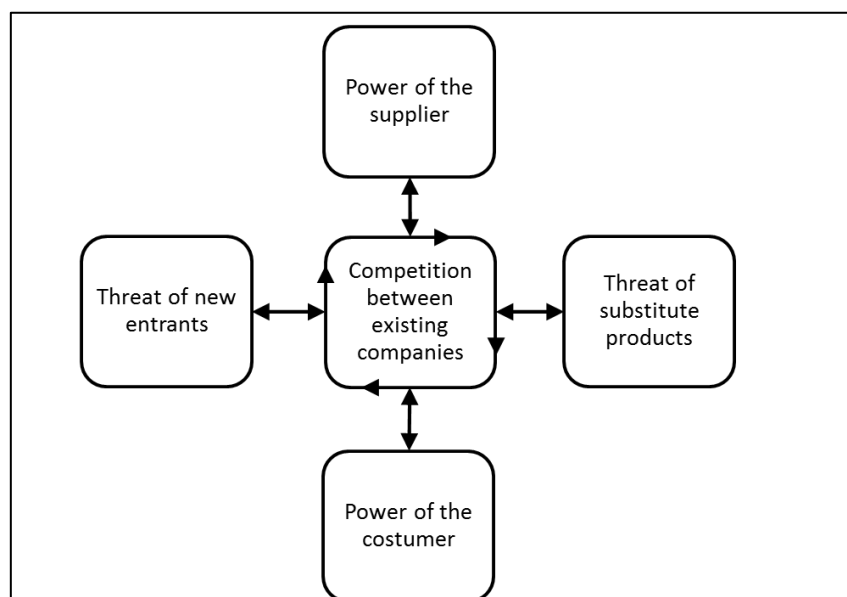 Power of the
supplier
Threat of new
entrants
Competition
between
existing
companies
Threat of
substitute
products
Power of the
costumer